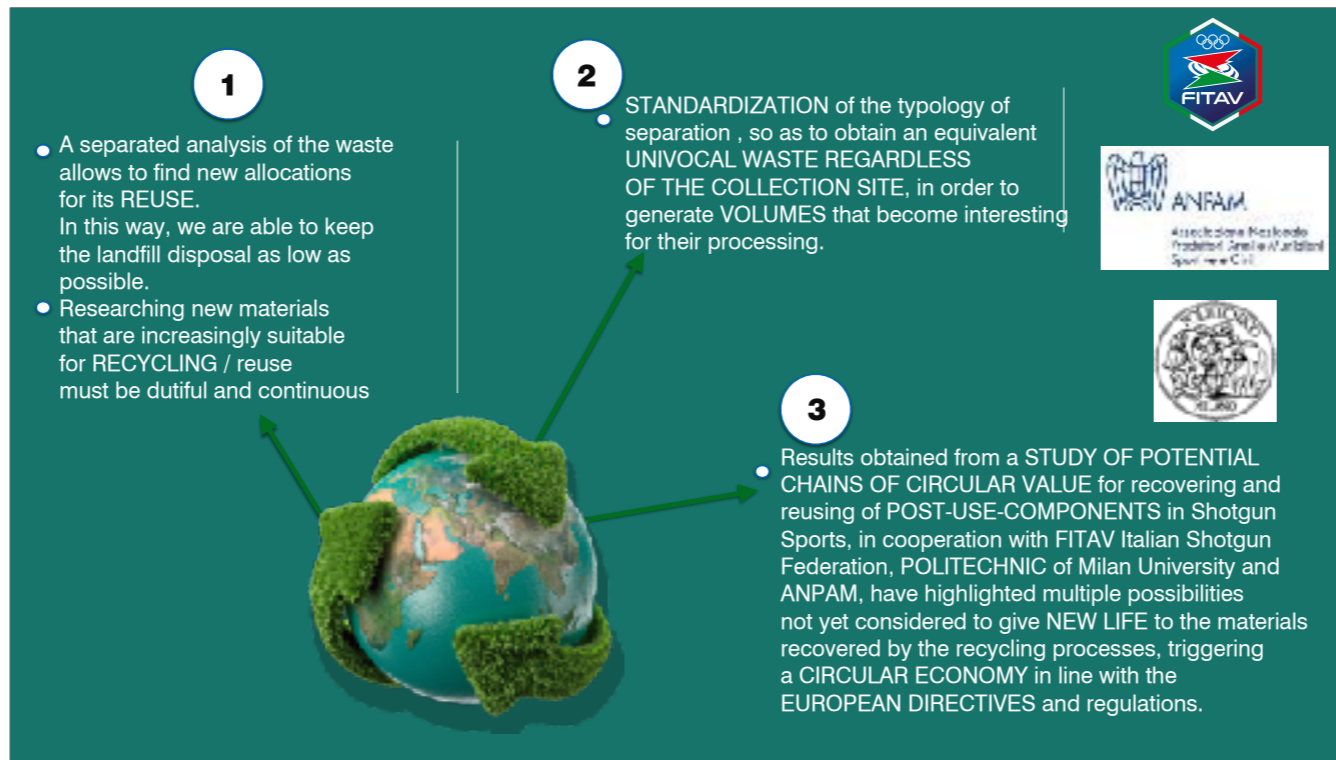 1
A separated analysis of the waste
allows to find new allocations
for its REUSE.
In this way, we are able to keep
the landfill disposal as low as
possible.
Researching new materials
that are increasingly suitable
for RECYCLING / reuse
must be dutiful and continuous
2
STANDARDIZATION of the typology of
separation , so as to obtain an equivalent
UNIVOCAL WASTE REGARDLESS
OF THE COLLECTION SITE, in order to
generate VOLUMES that become interesting
for their processing.
FITAV
ANPAM
Associazione Nazionale
Produttori Armi e Munizioni
Sportive e Civili
3
Results obtained from a STUDY OF POTENTIAL
CHAINS OF CIRCULAR VALUE for recovering and
reusing of POST-USE-COMPONENTS in Shotgun
Sports, in cooperation with FITAV Italian Shotgun
Federation, POLITECHNIC of Milan University and
ANPAM, have highlighted multiple possibilities
not yet considered to give NEW LIFE to the materials
recovered by the recycling processes, triggering
a CIRCULAR ECONOMY in line with the
EUROPEAN DIRECTIVES and regulations.